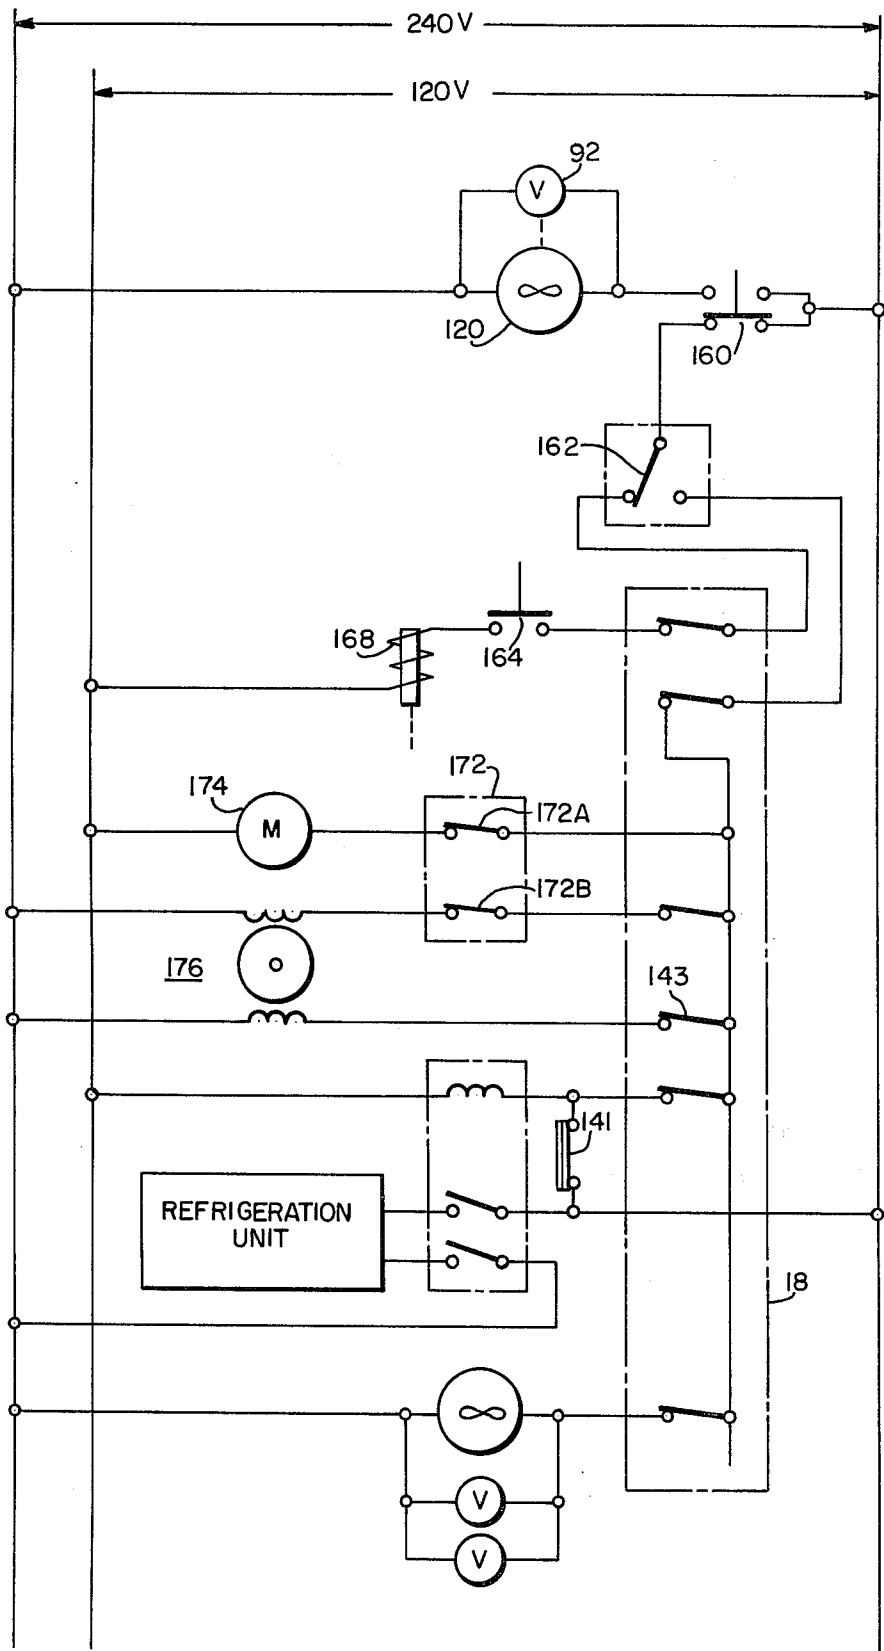 240V
120V
92
V
120
160
162
168
164
174
172
M
172A
172B
176
143
141
REFRIGERATION
UNIT
18
V
V